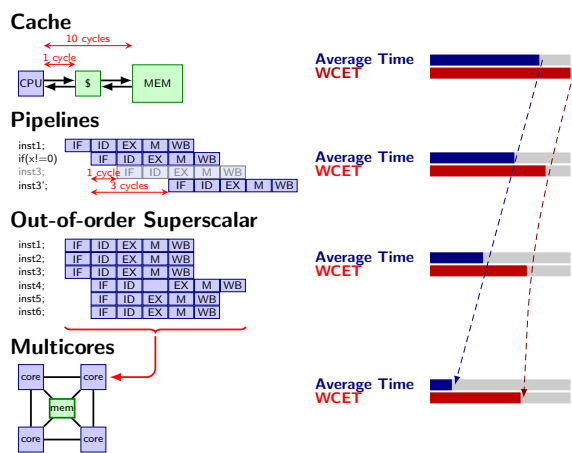 Cache
10 cycles
1 cycle
CPU $ MEM
Average Time
WCET
Pipelines
inst1; IF ID EX M WB
if(x!=0) IF ID EX M WB
inst3; IF ID EX M WB
1 cycle
inst3'; IF ID EX M WB
3 cycles
Average Time
WCET
Out-of-order Superscalar
inst1; IF ID EX M WB
inst2; IF ID EX M WB
inst3; IF ID EX M WB
inst4; IF ID EX M WB
inst5; IF ID EX M WB
inst6; IF ID EX M WB
Average Time
WCET
Multicores
core core
mem
core core
Average Time
WCET